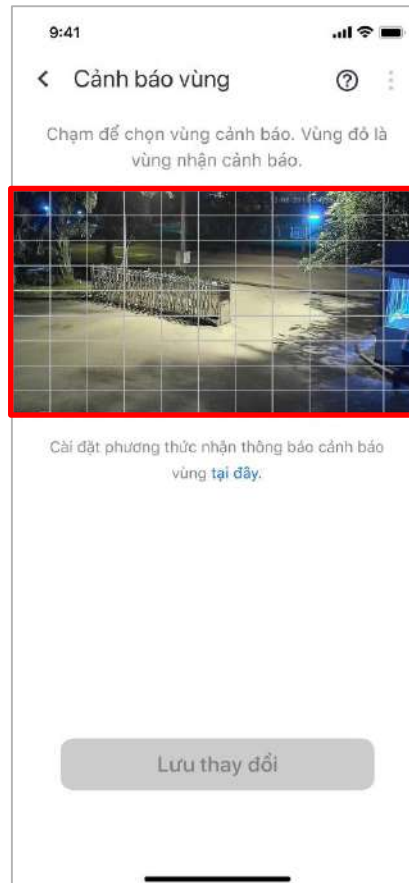 9:41
Cảnh báo vùng
Chạm để chọn vùng cảnh báo. Vùng đỏ là
vùng nhận cảnh báo.
Cài đặt phương thức nhận thông báo cảnh báo
vùng tại đây.
Lưu thay đổi